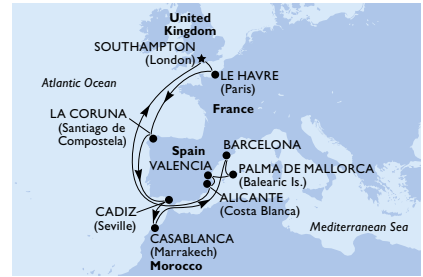 United
Kingdom
SOUTHAMPTON
(London)
Atlantic Ocean
LE HAVRE
(Paris)
LA CORUNA
(Santiago de
Compostela)
France
Spain
BARCELONA
VALENCIA
PALMA DE MALLORCA
(Balearic Is.)
ALICANTE
(Costa Blanca)
CADIZ
(Seville)
Mediterranean Sea
CASABLANCA
(Marrakech)
Morocco